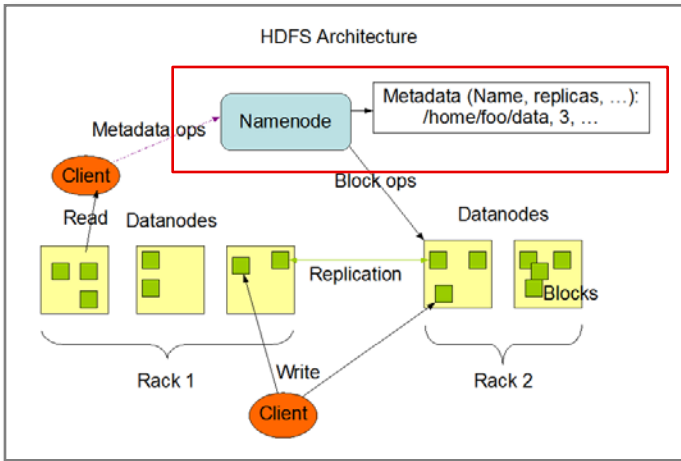 HDFS Architecture
Metadata (Name, replicas, …):
/home/foo/data, 3, …
Namenode
Metadata ops
Client
Block ops
Read
Datanodes
Datanodes
Replication
Blocks
Rack 1
Write
Rack 2
Client